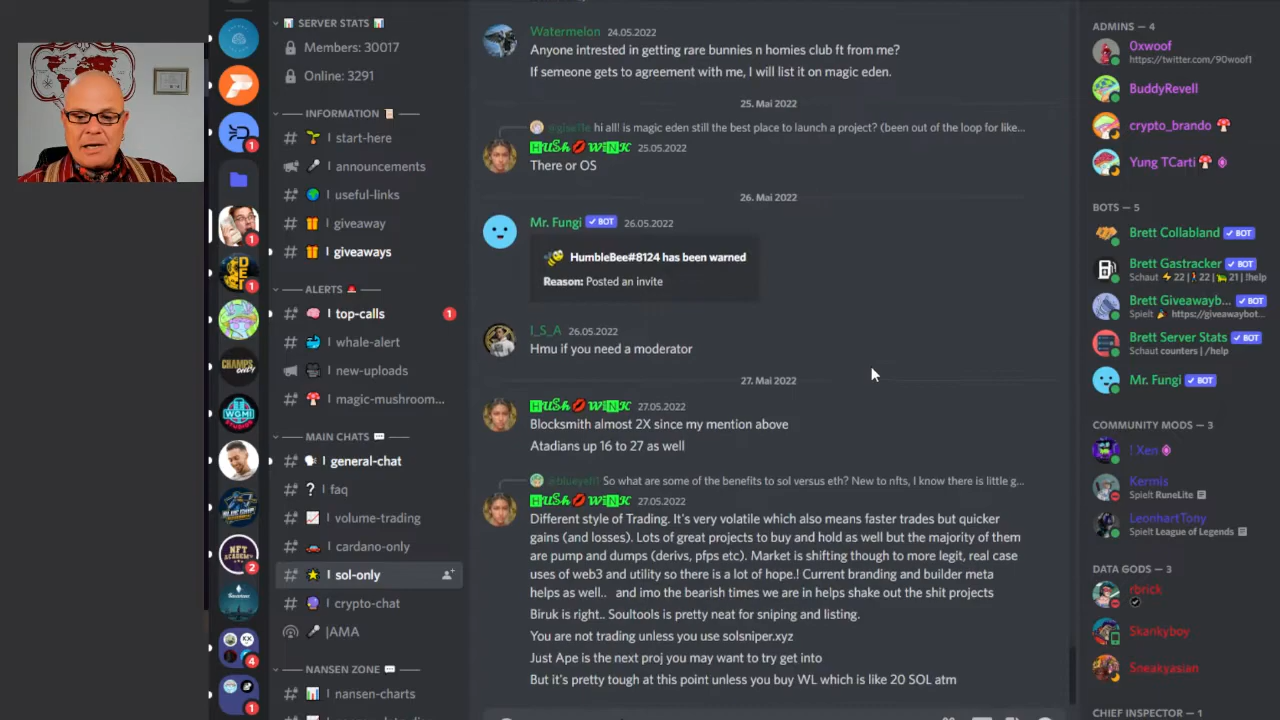 SERVER STATS
Members: 30017
Online: 3291
INFORMATION
start-here
announcements
useful-links
giveaway
giveaways
ALERTS
top-calls
1
whale-alert
new-uploads
magic-mushroom...
MAIN CHATS
general-chat
faq
volume-trading
cardano-only
sol-only
crypto-chat
|AMA
NANSEN ZONE
nansen-charts
1
1
1
CHAMPS ONLY
WGMI
NFT ACADEMY
2
4
1
Watermelon 24.05.2022
Anyone intrested in getting rare bunnies n homies club ft from me?
If someone gets to agreement with me, I will list it on magic eden.
25. Mai 2022
hi all! is magic eden still the best place to launch a project? (been out of the loop for like...
HUSh💋WiNK 25.05.2022
There or OS
26. Mai 2022
Mr. Fungi ✓ BOT 26.05.2022
HumbleBee#8124 has been warned
Reason: Posted an invite
I_S_A 26.05.2022
Hmu if you need a moderator
27. Mai 2022
HUSh💋WiNK 27.05.2022
Blocksmith almost 2X since my mention above
Atadians up 16 to 27 as well
So what are some of the benefits to sol versus eth? New to nfts, I know there is little g...
HUSh💋WiNK 27.05.2022
Different style of Trading. It's very volatile which also means faster trades but quicker
gains (and losses). Lots of great projects to buy and hold as well but the majority of them
are pump and dumps (derivs, pfps etc). Market is shifting though to more legit, real case
uses of web3 and utility so there is a lot of hope.! Current branding and builder meta
helps as well.. and imo the bearish times we are in helps shake out the shit projects
Biruk is right.. Soultools is pretty neat for sniping and listing.
You are not trading unless you use solsniper.xyz
Just Ape is the next proj you may want to try get into
But it's pretty tough at this point unless you buy WL which is like 20 SOL atm
ADMINS — 4
0xwoof
https://twitter.com/90woof1
BuddyRevell
crypto_brando
Yung TCarti
BOTS — 5
Brett Collabland ✓ BOT
Brett Gastracker ✓ BOT
Schaut ⚡ 22 | 🚶 22 | 🐢 21 | !help
Brett Giveawayb... ✓ BOT
Spielt 🎉 https://giveawaybot...
Brett Server Stats ✓ BOT
Schaut counters | /help
Mr. Fungi ✓ BOT
COMMUNITY MODS — 3
! Xen
Kermis
Spielt RuneLite
LeonhartTony
Spielt League of Legends
DATA GODS — 3
rbrick
Skankyboy
Sneakyasian
CHIEF INSPECTOR — 1